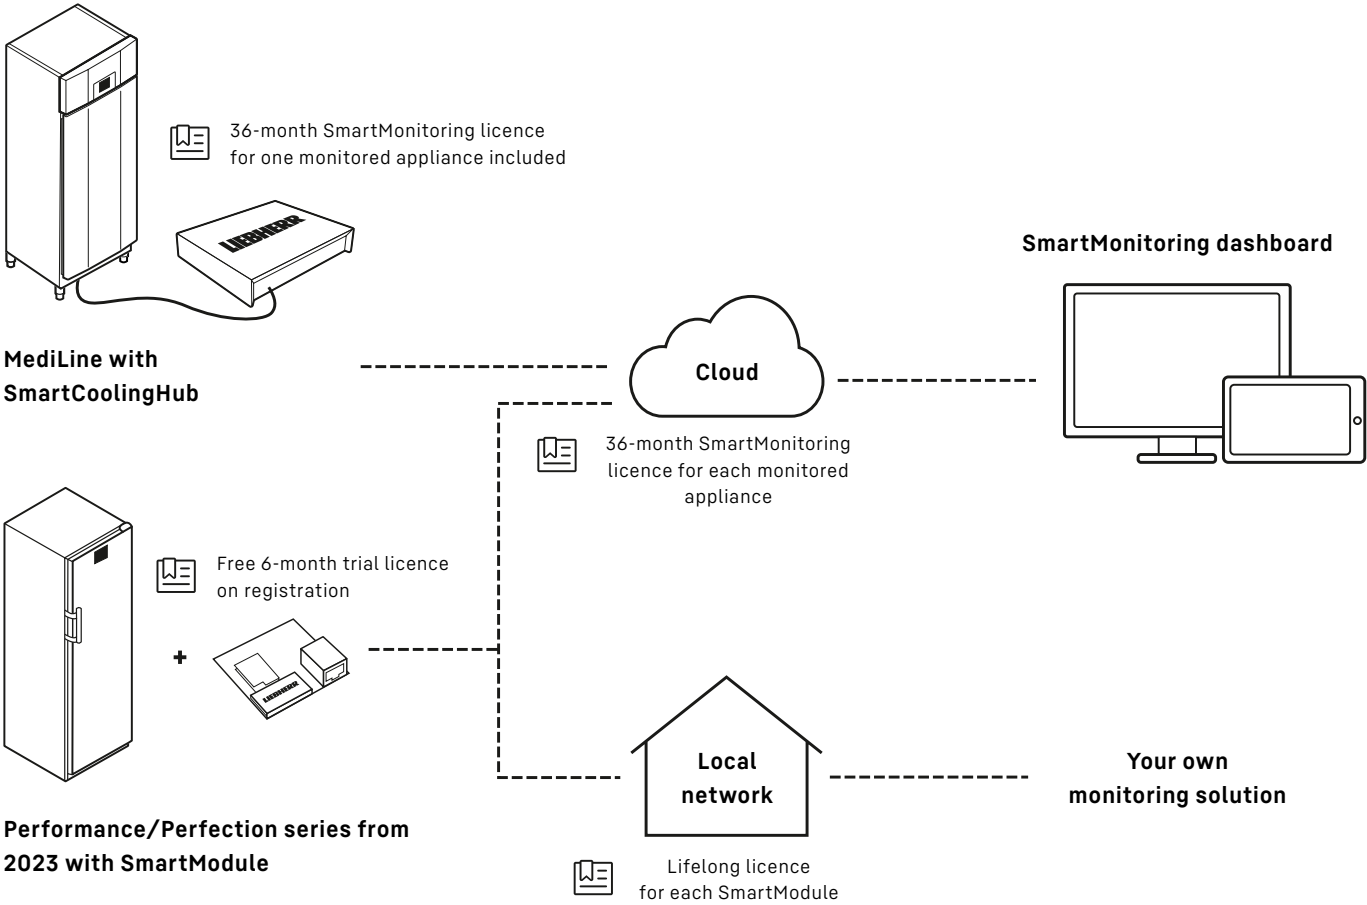 36-month SmartMonitoring licence
for one monitored appliance included
LIEBHERR
MediLine with
SmartCoolingHub
Cloud
36-month SmartMonitoring
licence for each monitored
appliance
SmartMonitoring dashboard
Free 6-month trial licence
on registration
+
LIEBHERR
Performance/Perfection series from
2023 with SmartModule
Local
network
Lifelong licence
for each SmartModule
Your own
monitoring solution